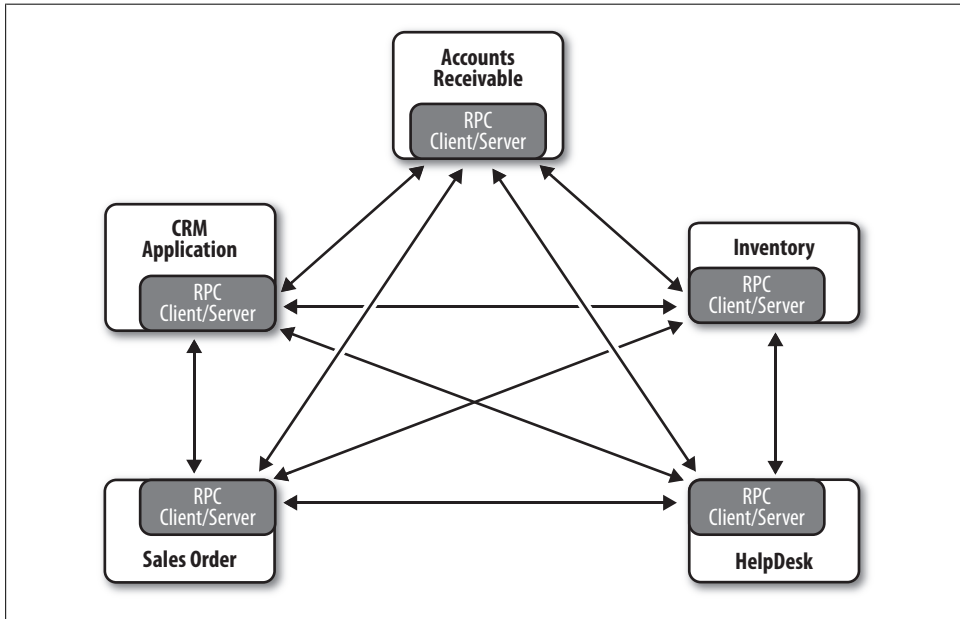 Accounts
Receivable
RPC
Client/Server
CRM
Application
RPC
Client/Server
Inventory
RPC
Client/Server
RPC
Client/Server
Sales Order
RPC
Client/Server
HelpDesk